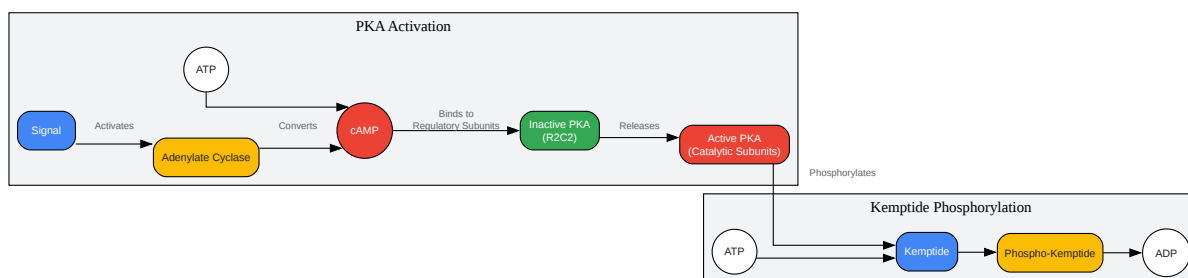 PKA Activation
ATP
Signal
Activates
Adenylate Cyclase
Converts
cAMP
Binds to
Regulatory Subunits
Inactive PKA
(R2C2)
Releases
Active PKA
(Catalytic Subunits)
Phosphorylates
Kemptide Phosphorylation
ATP
Kemptide
Phospho-Kemptide
ADP